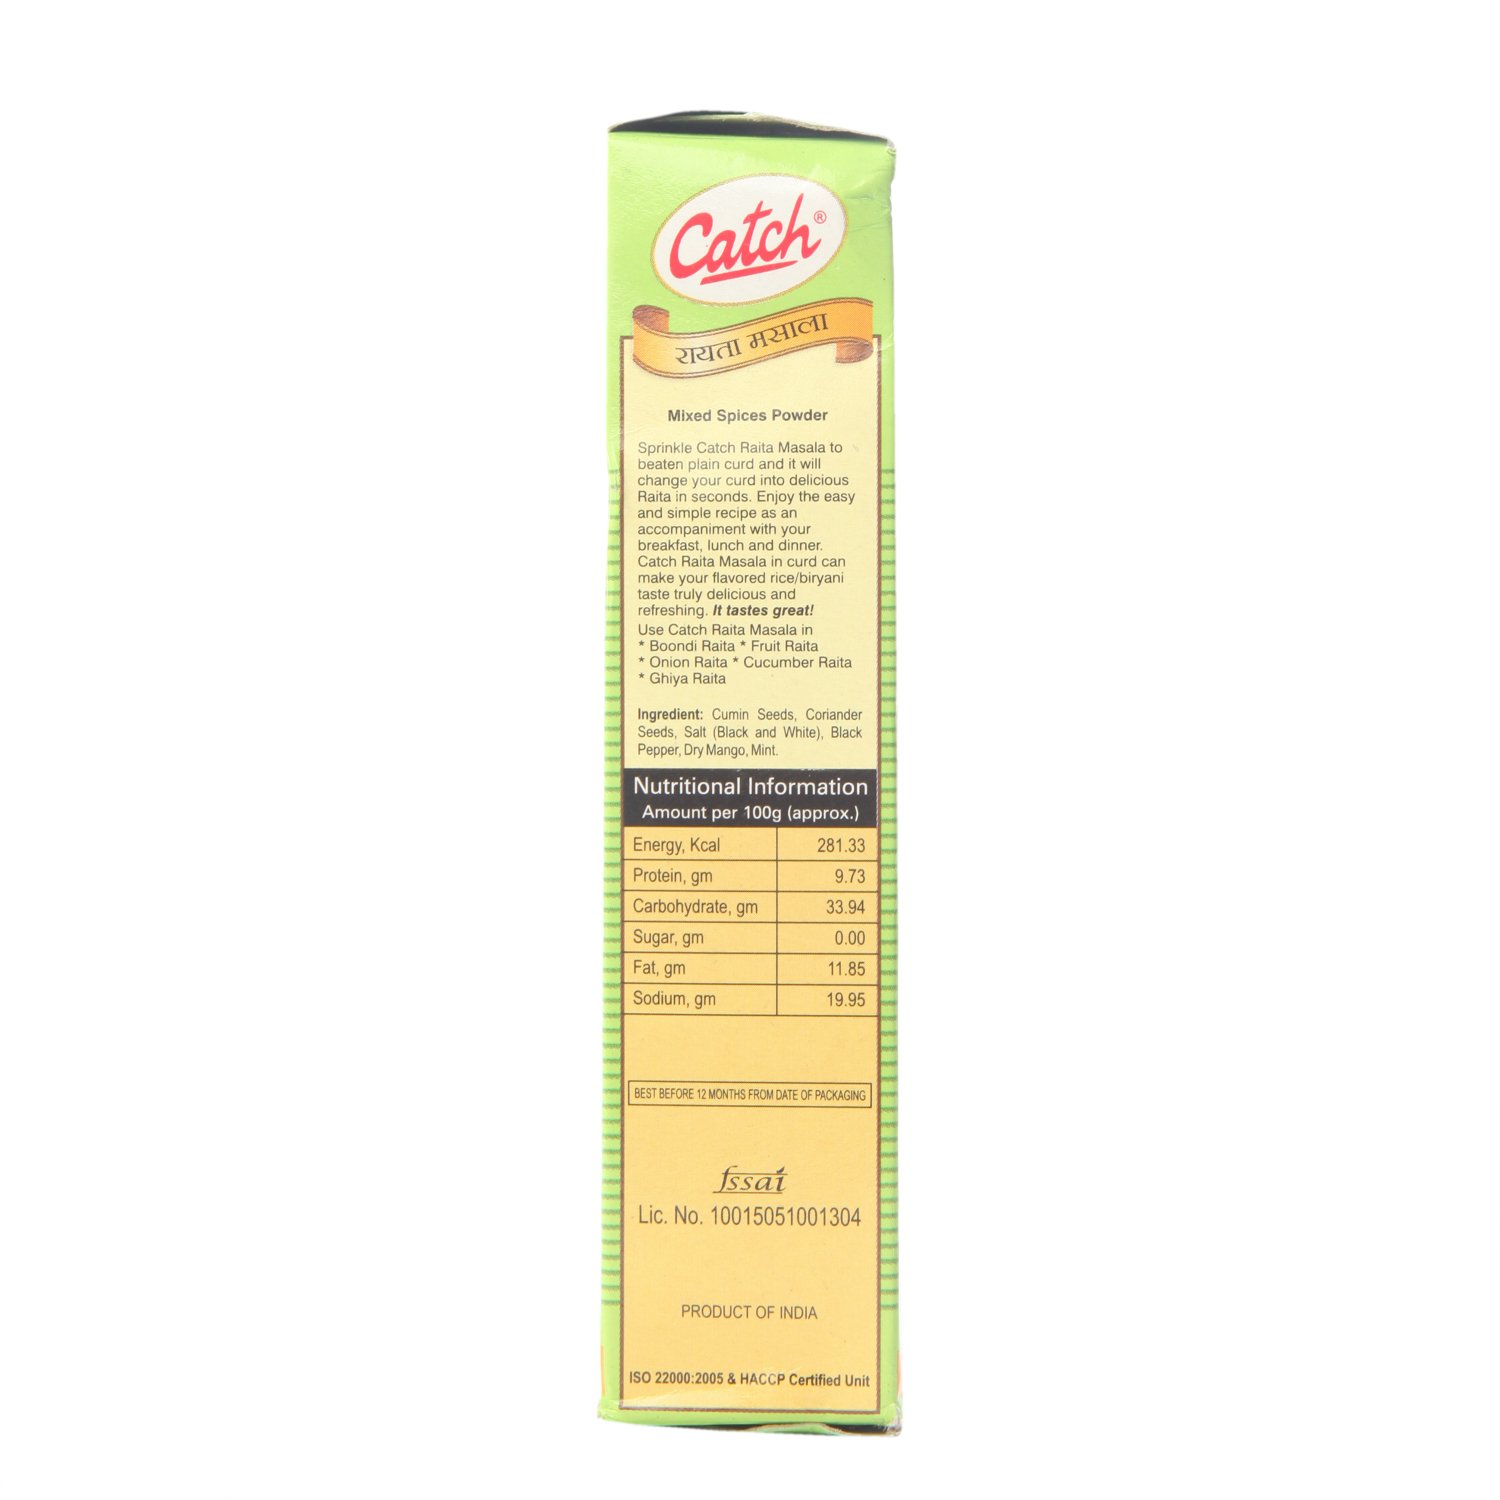 Catch®
रायता मसाला
Mixed Spices Powder
Sprinkle Catch Raita Masala to
beaten plain curd and it will
change your curd into delicious
Raita in seconds. Enjoy the easy
and simple recipe as an
accompaniment with your
breakfast, lunch and dinner.
Catch Raita Masala in curd can
make your flavored rice/biryani
taste truly delicious and
refreshing. It tastes great!
Use Catch Raita Masala in
* Boondi Raita * Fruit Raita
* Onion Raita * Cucumber Raita
* Ghiya Raita
Ingredient: Cumin Seeds, Coriander
Seeds, Salt (Black and White), Black
Pepper, Dry Mango, Mint.
Nutritional Information
Amount per 100g (approx.)
Energy, Kcal 281.33
Protein, gm 9.73
Carbohydrate, gm 33.94
Sugar, gm 0.00
Fat, gm 11.85
Sodium, gm 19.95
BEST BEFORE 12 MONTHS FROM DATE OF PACKAGING
fssai
Lic. No. 10015051001304
PRODUCT OF INDIA
ISO 22000:2005 & HACCP Certified Unit